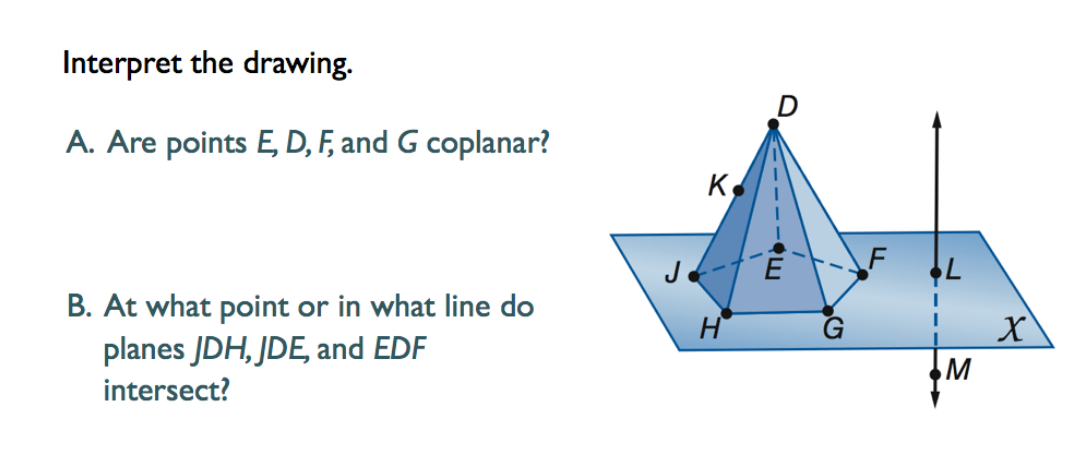 Interpret the drawing.
A. Are points E, D, F, and G coplanar?
B. At what point or in what line do
planes JDH, JDE, and EDF
intersect?
D
K
J
E
F
L
H
G
X
M